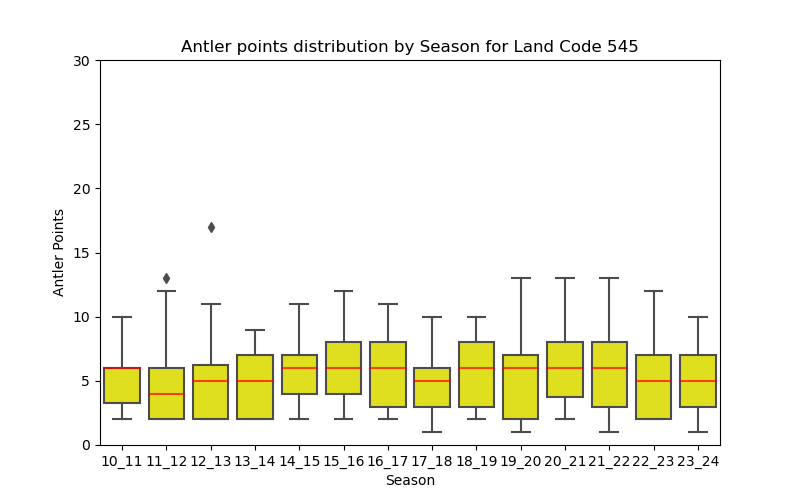 Antler points distribution by Season for Land Code 545
Antler Points
30
25
20
15
10
5
0
10_11 11_12 12_13 13_14 14_15 15_16 16_17 17_18 18_19 19_20 20_21 21_22 22_23 23_24
Season